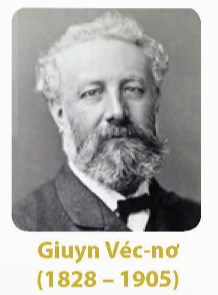 Giuyn Véc-nơ
(1828 – 1905)